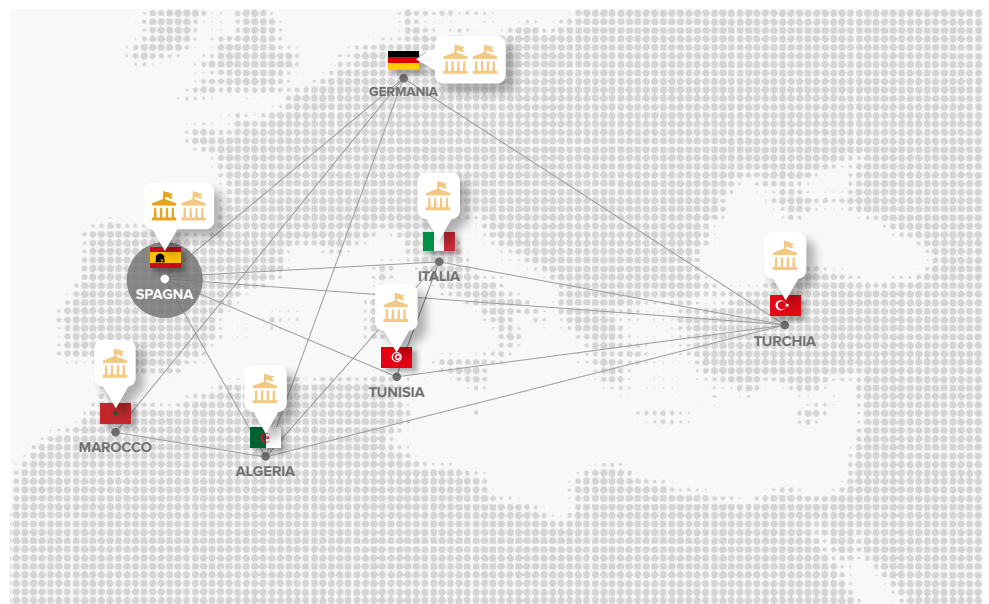 GERMANIA
SPAGNA
ITALIA
TURCHIA
TUNISIA
MAROCCO
ALGERIA